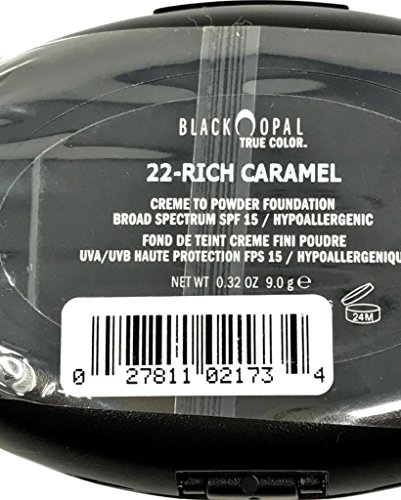 BLACK OPAL
TRUE COLOR™
22-RICH CARAMEL
CREME TO POWDER FOUNDATION
BROAD SPECTRUM SPF 15 / HYPOALLERGENIC
FOND DE TEINT CREME FINI POUDRE
UVA/UVB HAUTE PROTECTION FPS 15 / HYPOALLERGENIQUE
NET WT 0.32 OZ 9.0 g ℮
24M
0 27811 02173 4